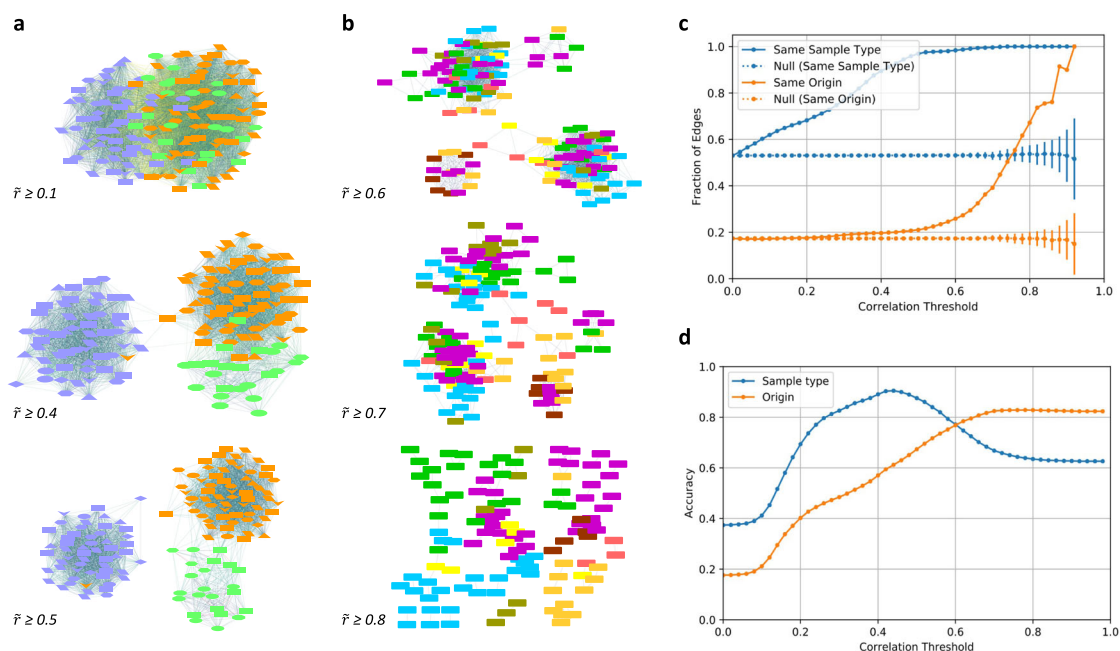 a
r̃ ≥ 0.1
r̃ ≥ 0.4
r̃ ≥ 0.5
b
r̃ ≥ 0.6
r̃ ≥ 0.7
r̃ ≥ 0.8
c
Same Sample Type
Null (Same Sample Type)
Same Origin
Null (Same Origin)
Fraction of Edges
1.0
0.8
0.6
0.4
0.2
0.0
0.0 0.2 0.4 0.6 0.8 1.0
Correlation Threshold
d
Sample type
Origin
Accuracy
1.0
0.8
0.6
0.4
0.2
0.0
0.0 0.2 0.4 0.6 0.8 1.0
Correlation Threshold